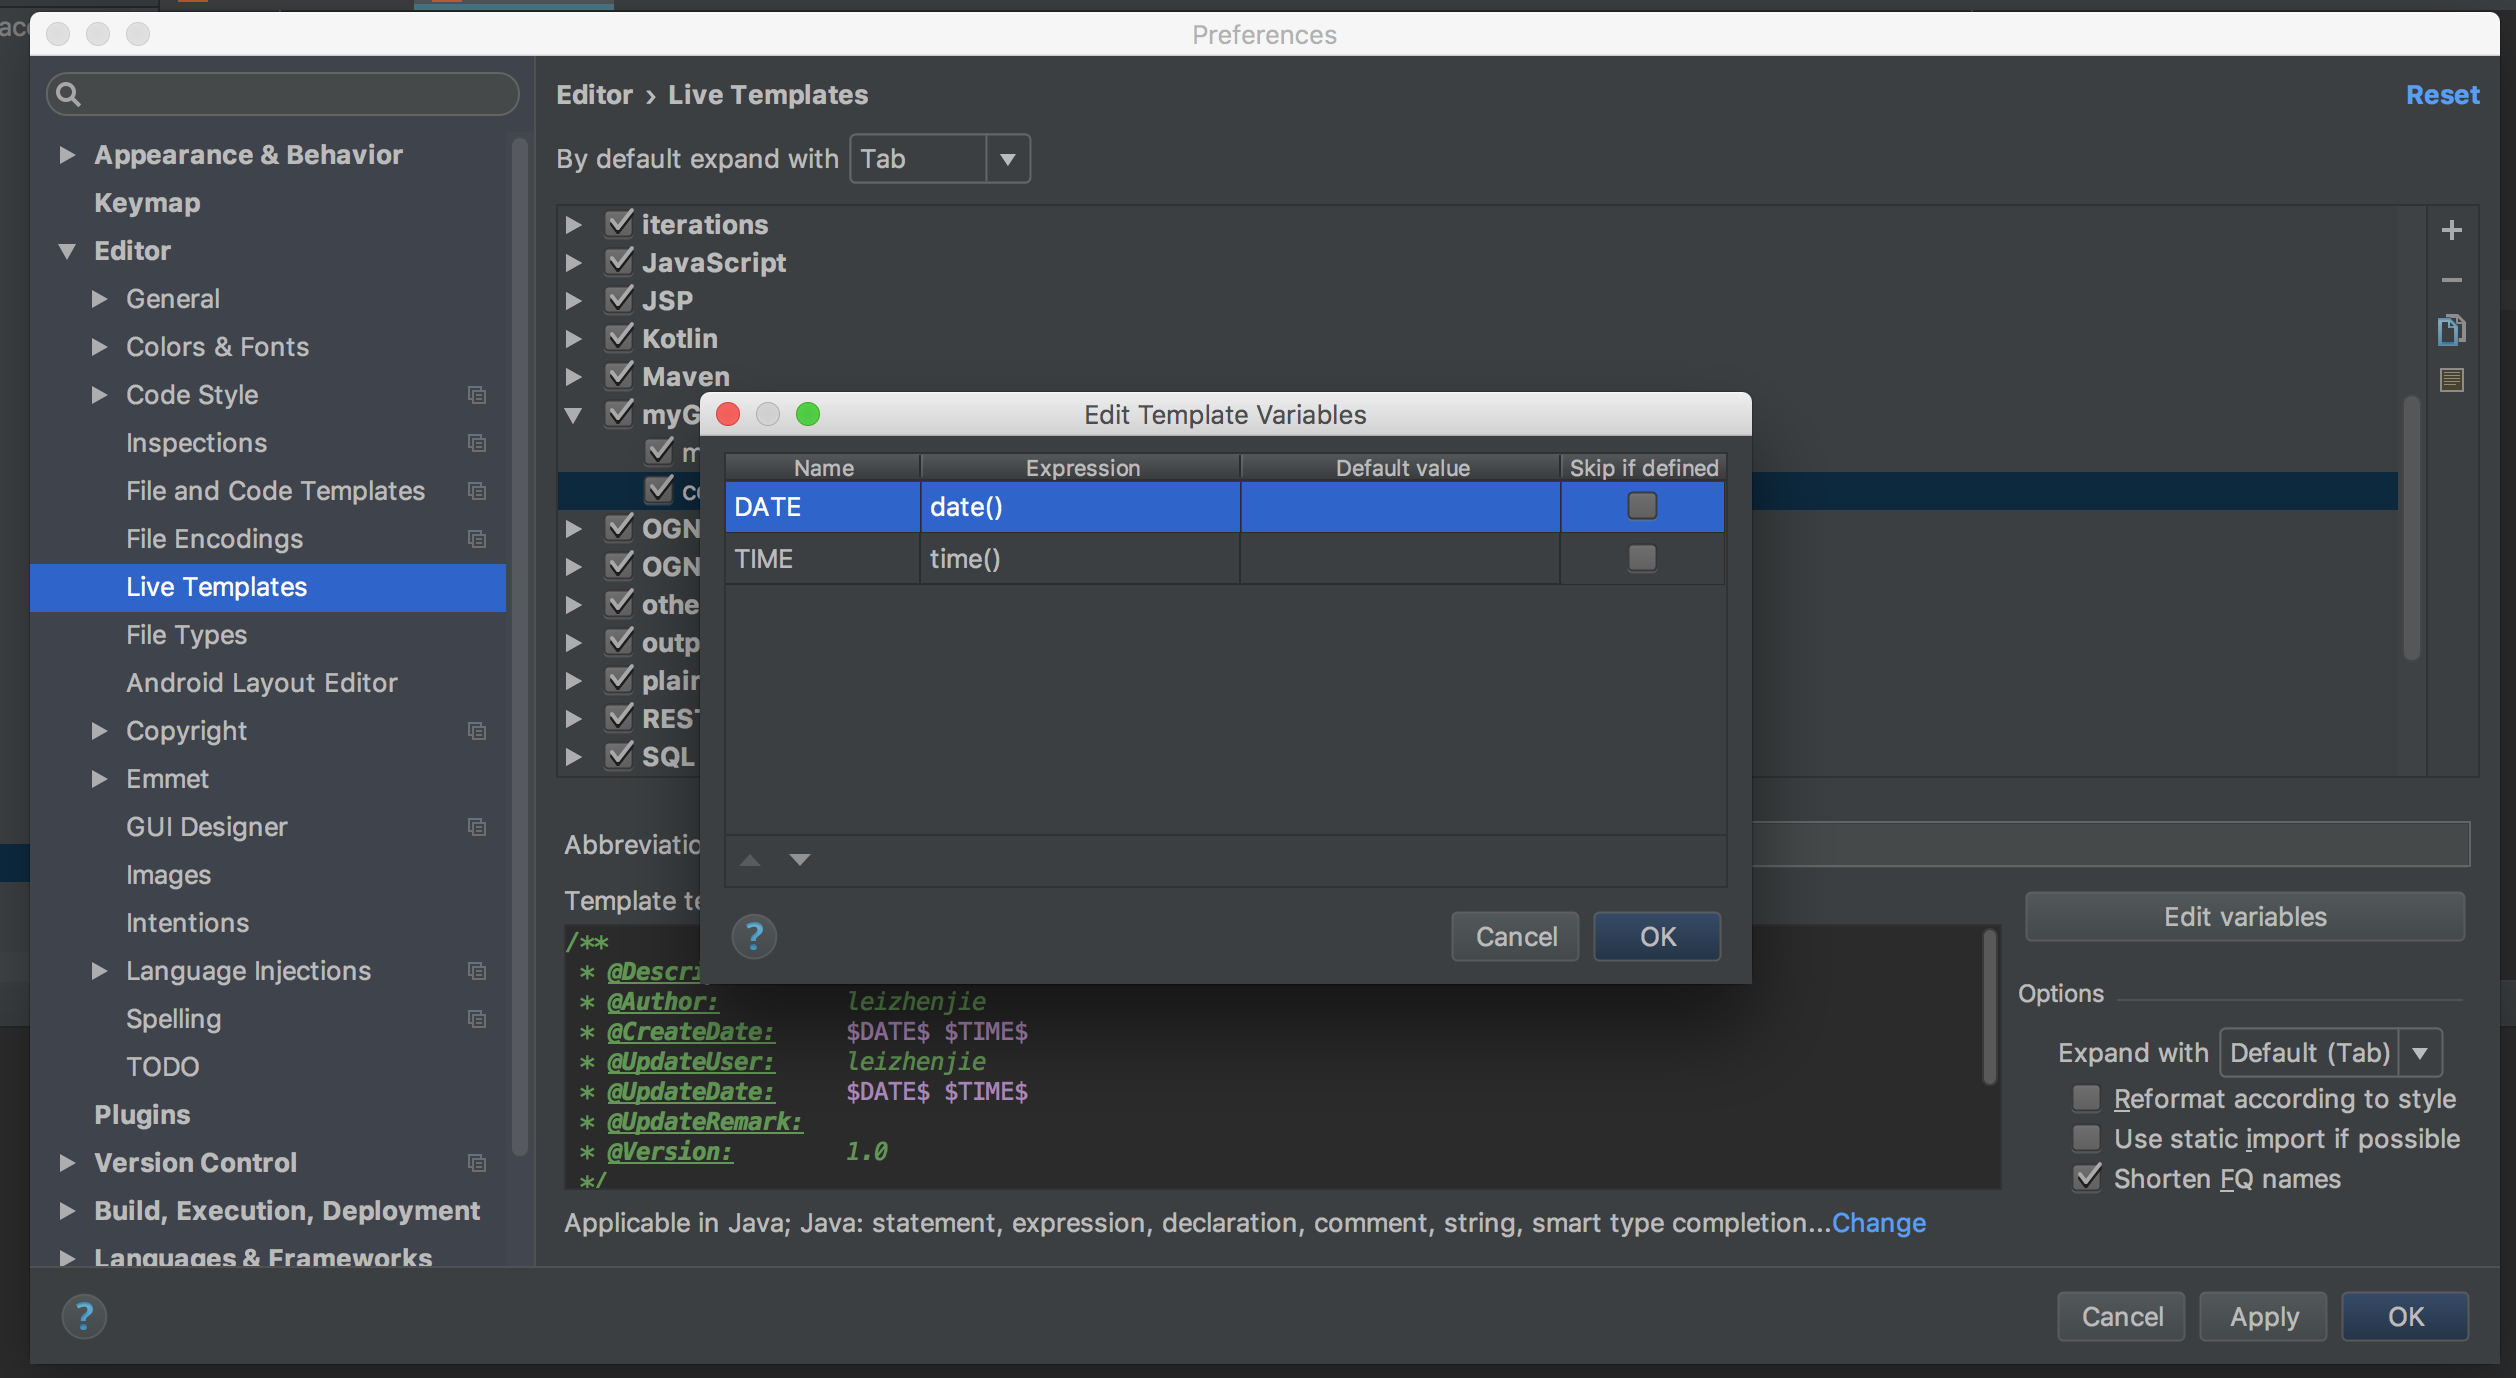 Preferences
Editor › Live Templates
Reset
By default expand with Tab
Appearance & Behavior
Keymap
Editor
General
Colors & Fonts
Code Style
Inspections
File and Code Templates
File Encodings
Live Templates
File Types
Android Layout Editor
Copyright
Emmet
GUI Designer
Images
Intentions
Language Injections
Spelling
TODO
Plugins
Version Control
Build, Execution, Deployment
Languages & Frameworks
iterations
JavaScript
JSP
Kotlin
Maven
myG
m
OGN
OGN
othe
outp
plain
REST
SQL
Edit Template Variables
Name Expression Default value Skip if defined
DATE date()
TIME time()
?
Cancel
OK
Abbreviatio
Template te
Edit variables
/**
* @Descri
* @Author: leizhenjie
* @CreateDate: $DATE$ $TIME$
* @UpdateUser: leizhenjie
* @UpdateDate: $DATE$ $TIME$
* @UpdateRemark:
* @Version: 1.0
*/
Options
Expand with Default (Tab)
Reformat according to style
Use static import if possible
Shorten FQ names
Applicable in Java; Java: statement, expression, declaration, comment, string, smart type completion...Change
?
Cancel
Apply
OK